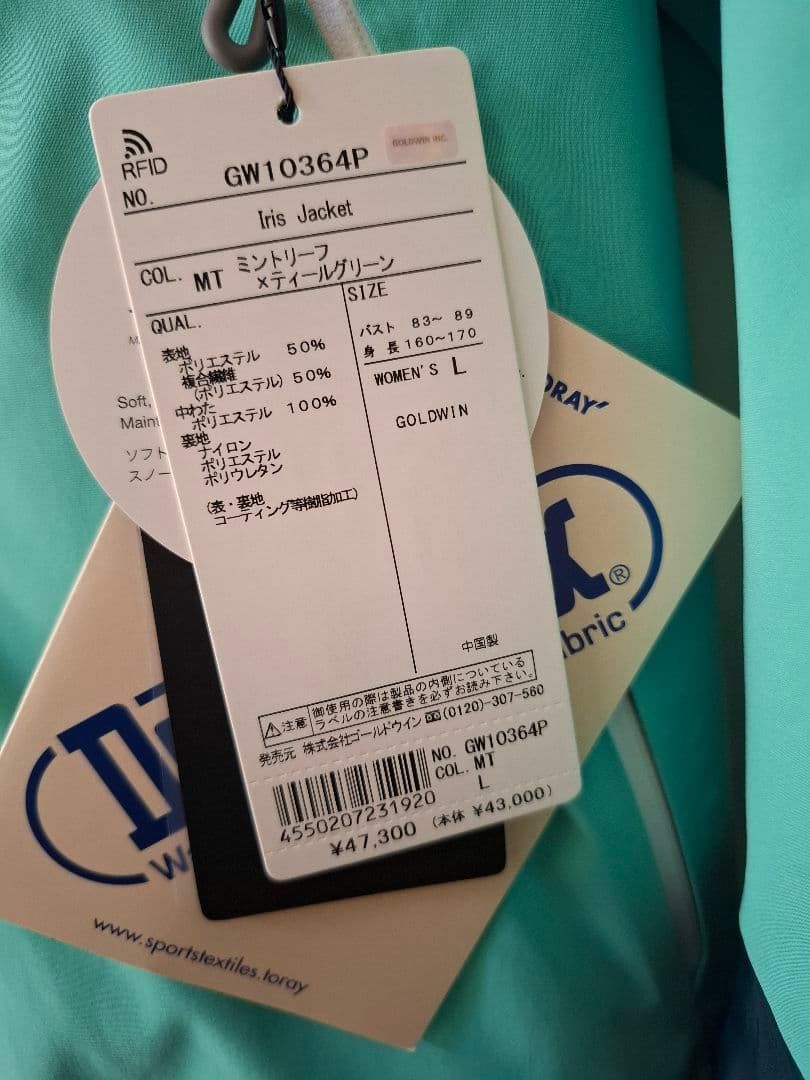 RFID
NO.
GW10364P
GOLDWIN INC.
Iris Jacket
COL. MT ミントリーフ
×ティールグリーン
QUAL.
表地
ポリエステル 50%
複合繊維
(ポリエステル) 50%
中わた
ポリエステル 100%
裏地
ナイロン
ポリエステル
ポリウレタン
(表・裏地
コーティング等樹脂加工)
SIZE
バスト 83~ 89
身 長 160~170
WOMEN'S L
GOLDWIN
中国製
注意
御使用の際は製品の内側についている
ラベルの注意書きを必ずお読み下さい。
発売元 株式会社ゴールドウイン (0120)-307-560
4550207231920
NO. GW10364P
COL. MT
L
¥47,300 (本体 ¥43,000)
Soft,
ソフト
スノー
ORAY
®
bric
www.sportstextiles.toray